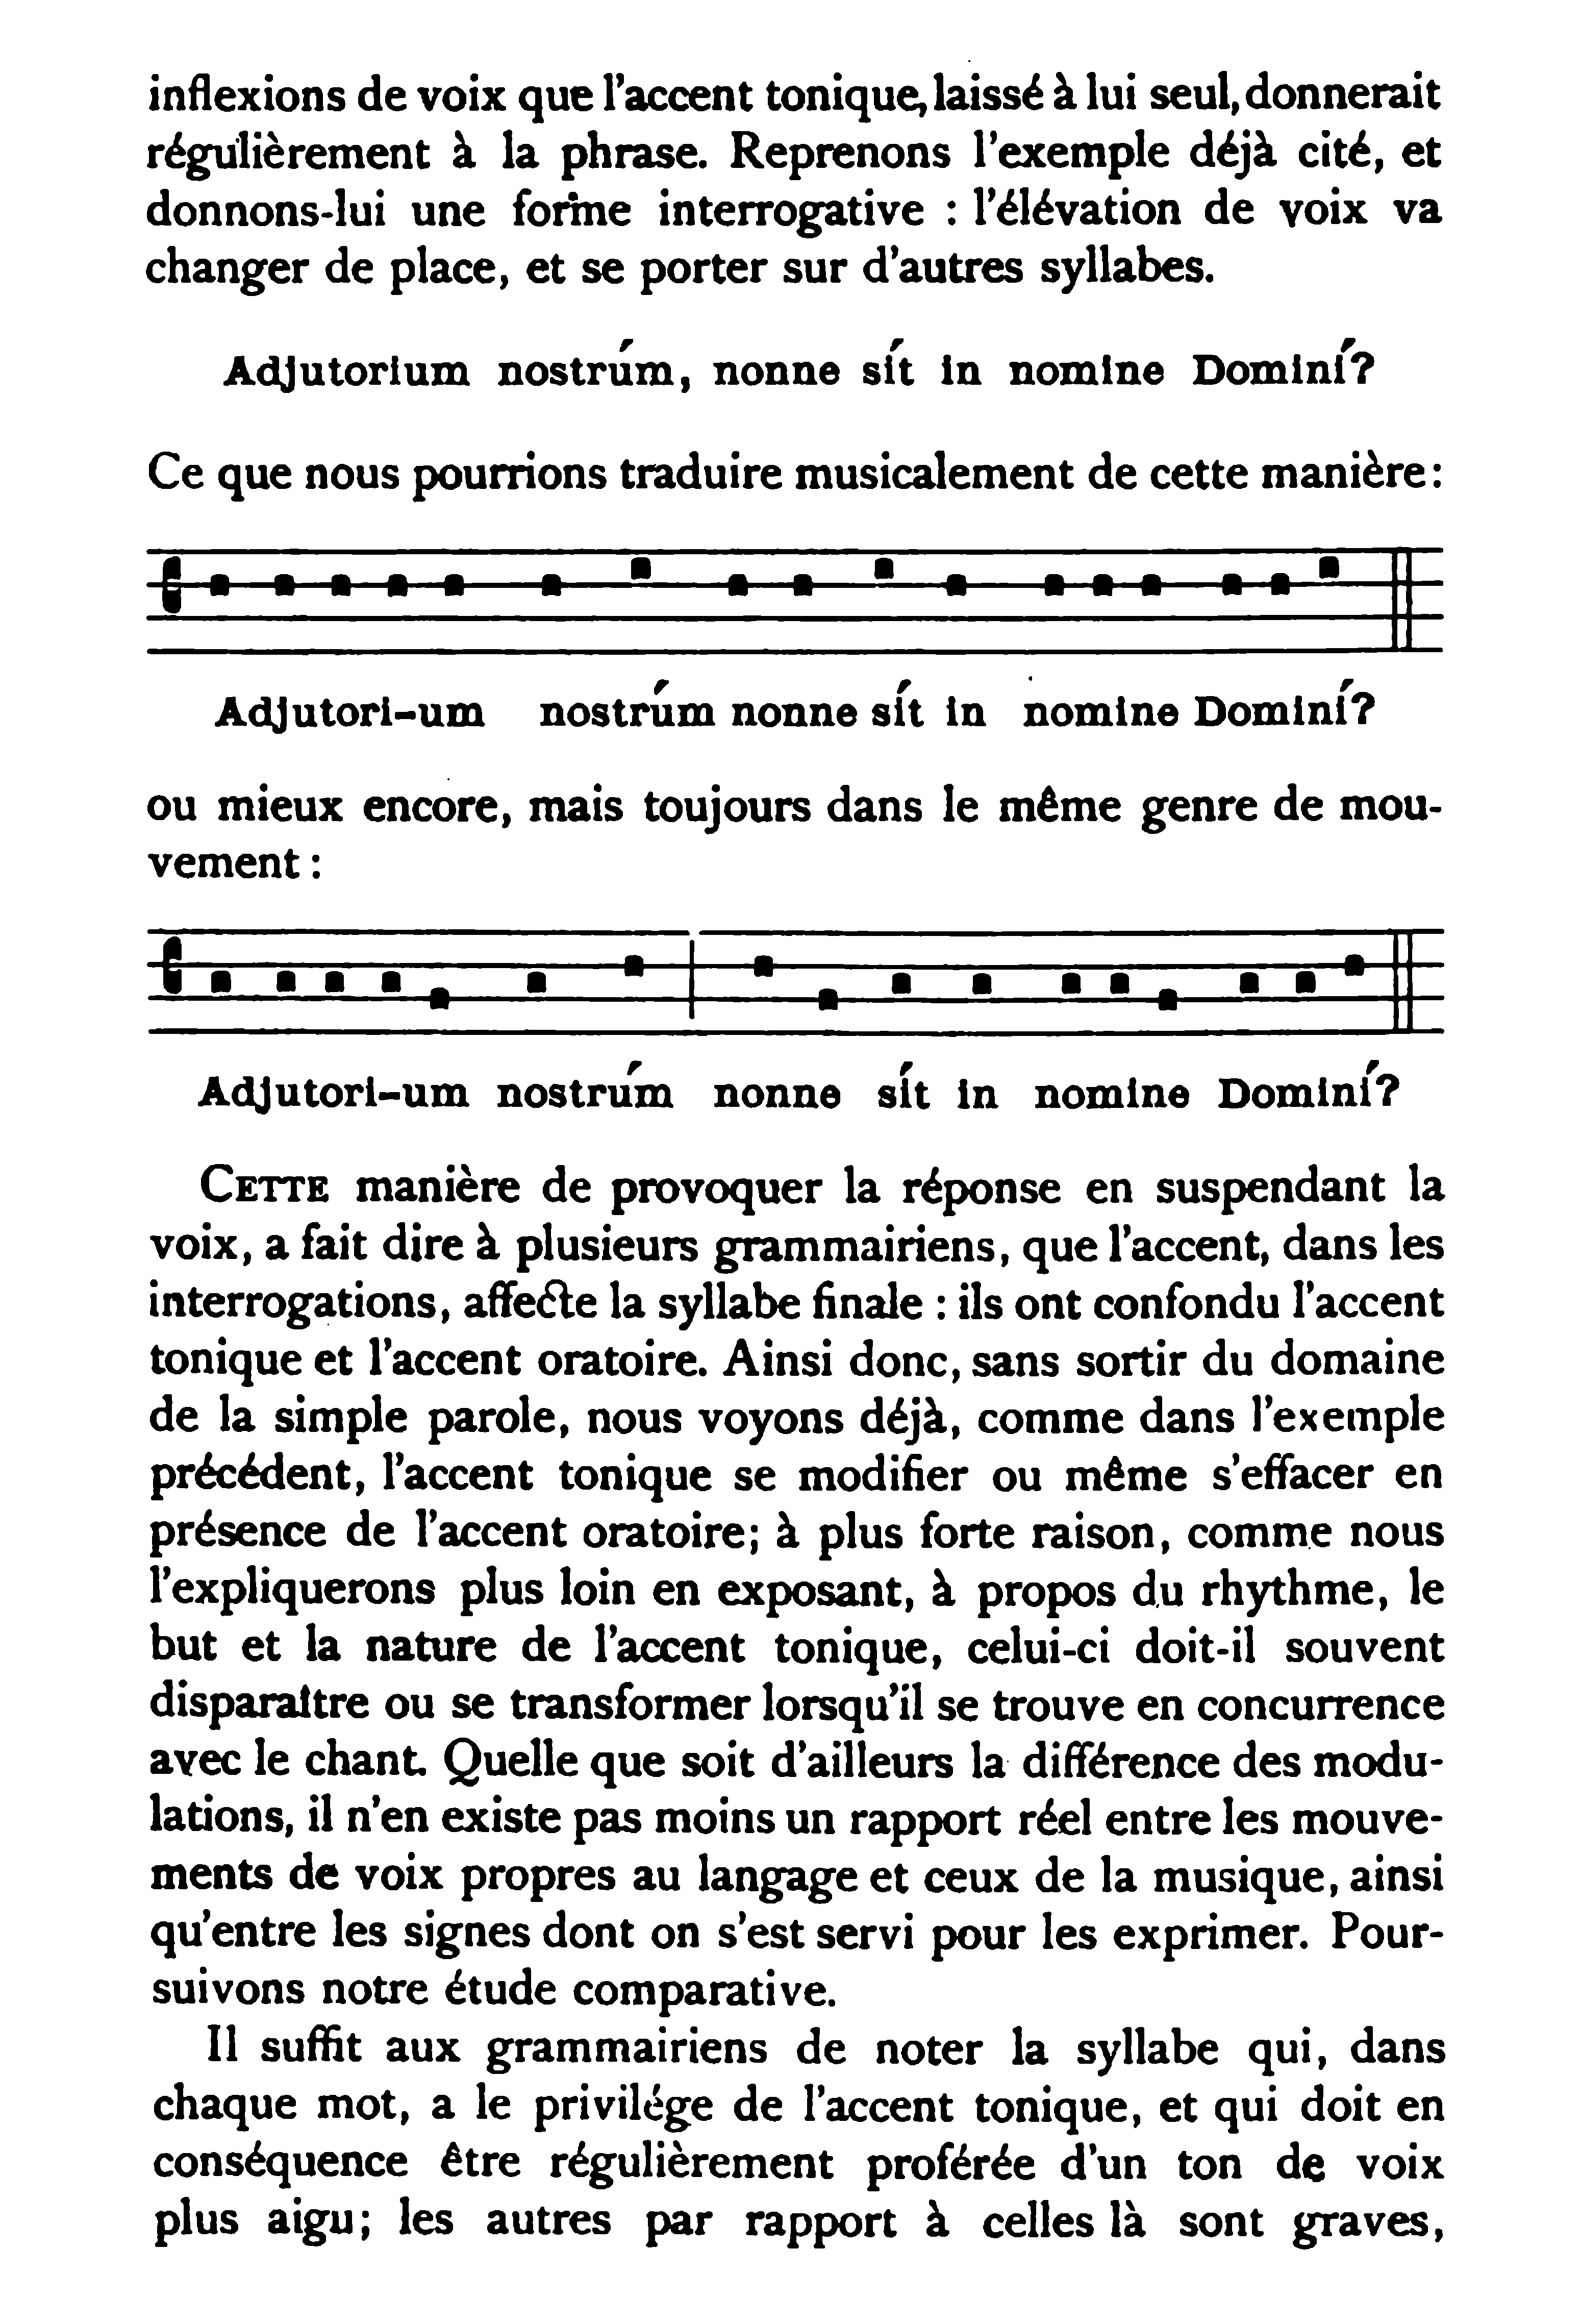 inflexions de voix que l'accent tonique, laissé à lui seul, donnerait
régulièrement à la phrase. Reprenons l'exemple déjà cité, et
donnons-lui une forme interrogative : l'élévation de voix va
changer de place, et se porter sur d'autres syllabes.
Adjutorium nostrúm, nonne sít in nomine Dominí?
Ce que nous pourrions traduire musicalement de cette manière:
Adjutori-um nostrúm nonne sít in nomine Dominí?
ou mieux encore, mais toujours dans le même genre de mou-
vement :
Adjutori-um nostrúm nonne sít in nomine Dominí?
CETTE manière de provoquer la réponse en suspendant la
voix, a fait dire à plusieurs grammairiens, que l'accent, dans les
interrogations, affecte la syllabe finale : ils ont confondu l'accent
tonique et l'accent oratoire. Ainsi donc, sans sortir du domaine
de la simple parole, nous voyons déjà, comme dans l'exemple
précédent, l'accent tonique se modifier ou même s'effacer en
présence de l'accent oratoire; à plus forte raison, comme nous
l'expliquerons plus loin en exposant, à propos du rhythme, le
but et la nature de l'accent tonique, celui-ci doit-il souvent
disparaître ou se transformer lorsqu'il se trouve en concurrence
avec le chant. Quelle que soit d'ailleurs la différence des modu-
lations, il n'en existe pas moins un rapport réel entre les mouve-
ments de voix propres au langage et ceux de la musique, ainsi
qu'entre les signes dont on s'est servi pour les exprimer. Pour-
suivons notre étude comparative.
Il suffit aux grammairiens de noter la syllabe qui, dans
chaque mot, a le privilége de l'accent tonique, et qui doit en
conséquence être régulièrement proférée d'un ton de voix
plus aigu; les autres par rapport à celles là sont graves,